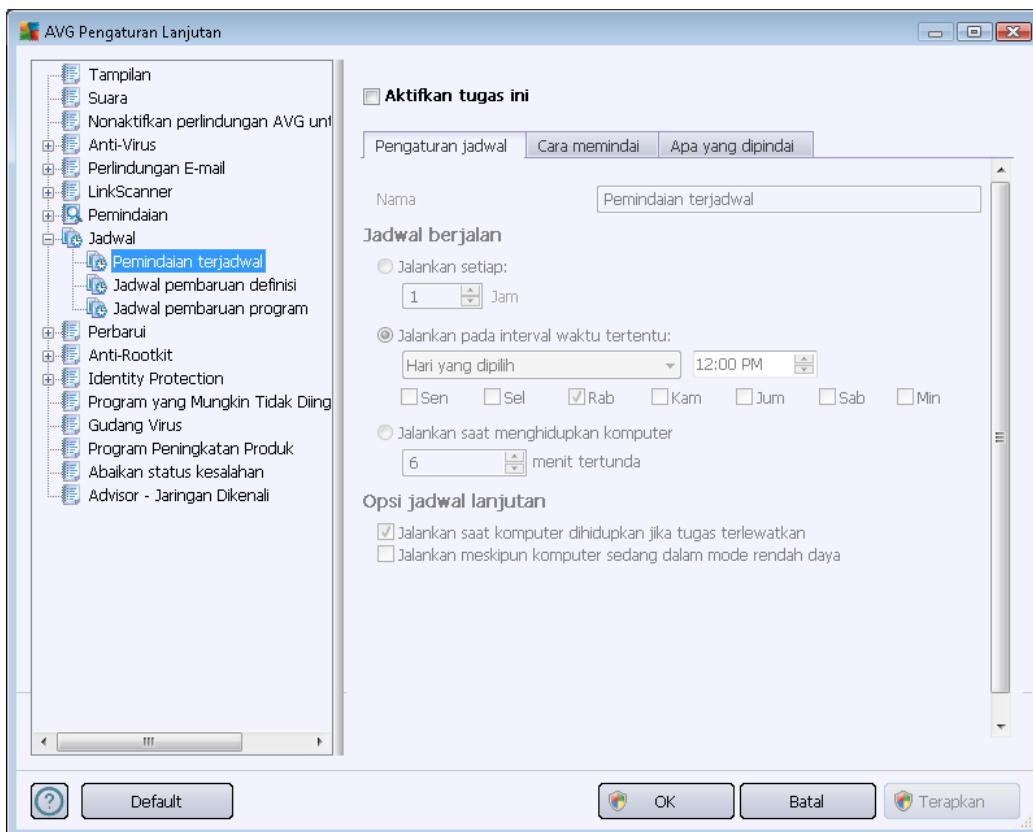 AVG Pengaturan Lanjutan
Tampilan
Suara
Nonaktifkan perlindungan AVG unt
Anti-Virus
Perlindungan E-mail
LinkScanner
Pemindaian
Jadwal
Pemindaian terjadwal
Jadwal pembaruan definisi
Jadwal pembaruan program
Perbarui
Anti-Rootkit
Identity Protection
Program yang Mungkin Tidak Diing
Gudang Virus
Program Peningkatan Produk
Abaikan status kesalahan
Advisor - Jaringan Dikenali
Aktifkan tugas ini
Pengaturan jadwal Cara memindai Apa yang dipindai
Nama Pemindaian terjadwal
Jadwal berjalan
Jalankan setiap:
1 Jam
Jalankan pada interval waktu tertentu:
Hari yang dipilih 12:00 PM
Sen Sel Rab Kam Jum Sab Min
Jalankan saat menghidupkan komputer
6 menit tertunda
Opsi jadwal lanjutan
Jalankan saat komputer dihidupkan jika tugas terlewatkan
Jalankan meskipun komputer sedang dalam mode rendah daya
? Default OK Batal Terapkan